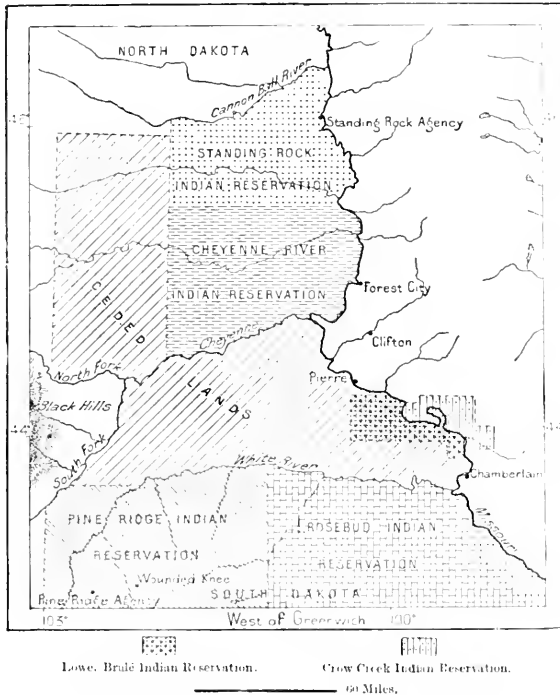 NORTH DAKOTA
Cannon Ball River
Standing Rock Agency
STANDING ROCK
INDIAN RESERVATION
CHEYENNE RIVER
INDIAN RESERVATION
Forest City
CEDED
LANDS
Cheyenne
Clifton
North Fork
Pierre
Black Hills
44
South Fork
White River
Chamberlain
Missouri
PINE RIDGE INDIAN
RESERVATION
ROSEBUD INDIAN
RESERVATION
Wounded Knee
Pine Ridge Agency
SOUTH DAKOTA
103°
West of Greenwich
100°
Lowe. Brulé Indian Reservation.
Crow Creek Indian Reservation.
60 Miles.